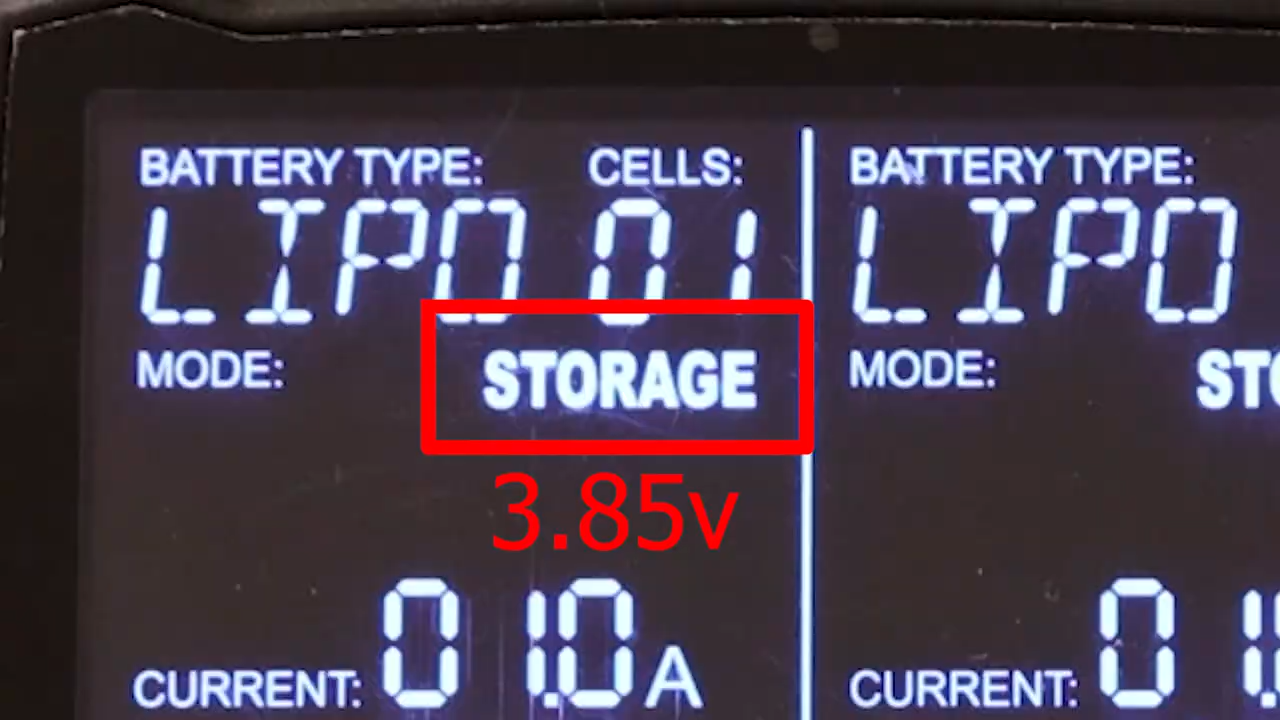 BATTERY TYPE: CELLS:
LIPO 01
MODE: STORAGE
3.85v
CURRENT: 01.0A
BATTERY TYPE:
LIPO
MODE:
CURRENT: